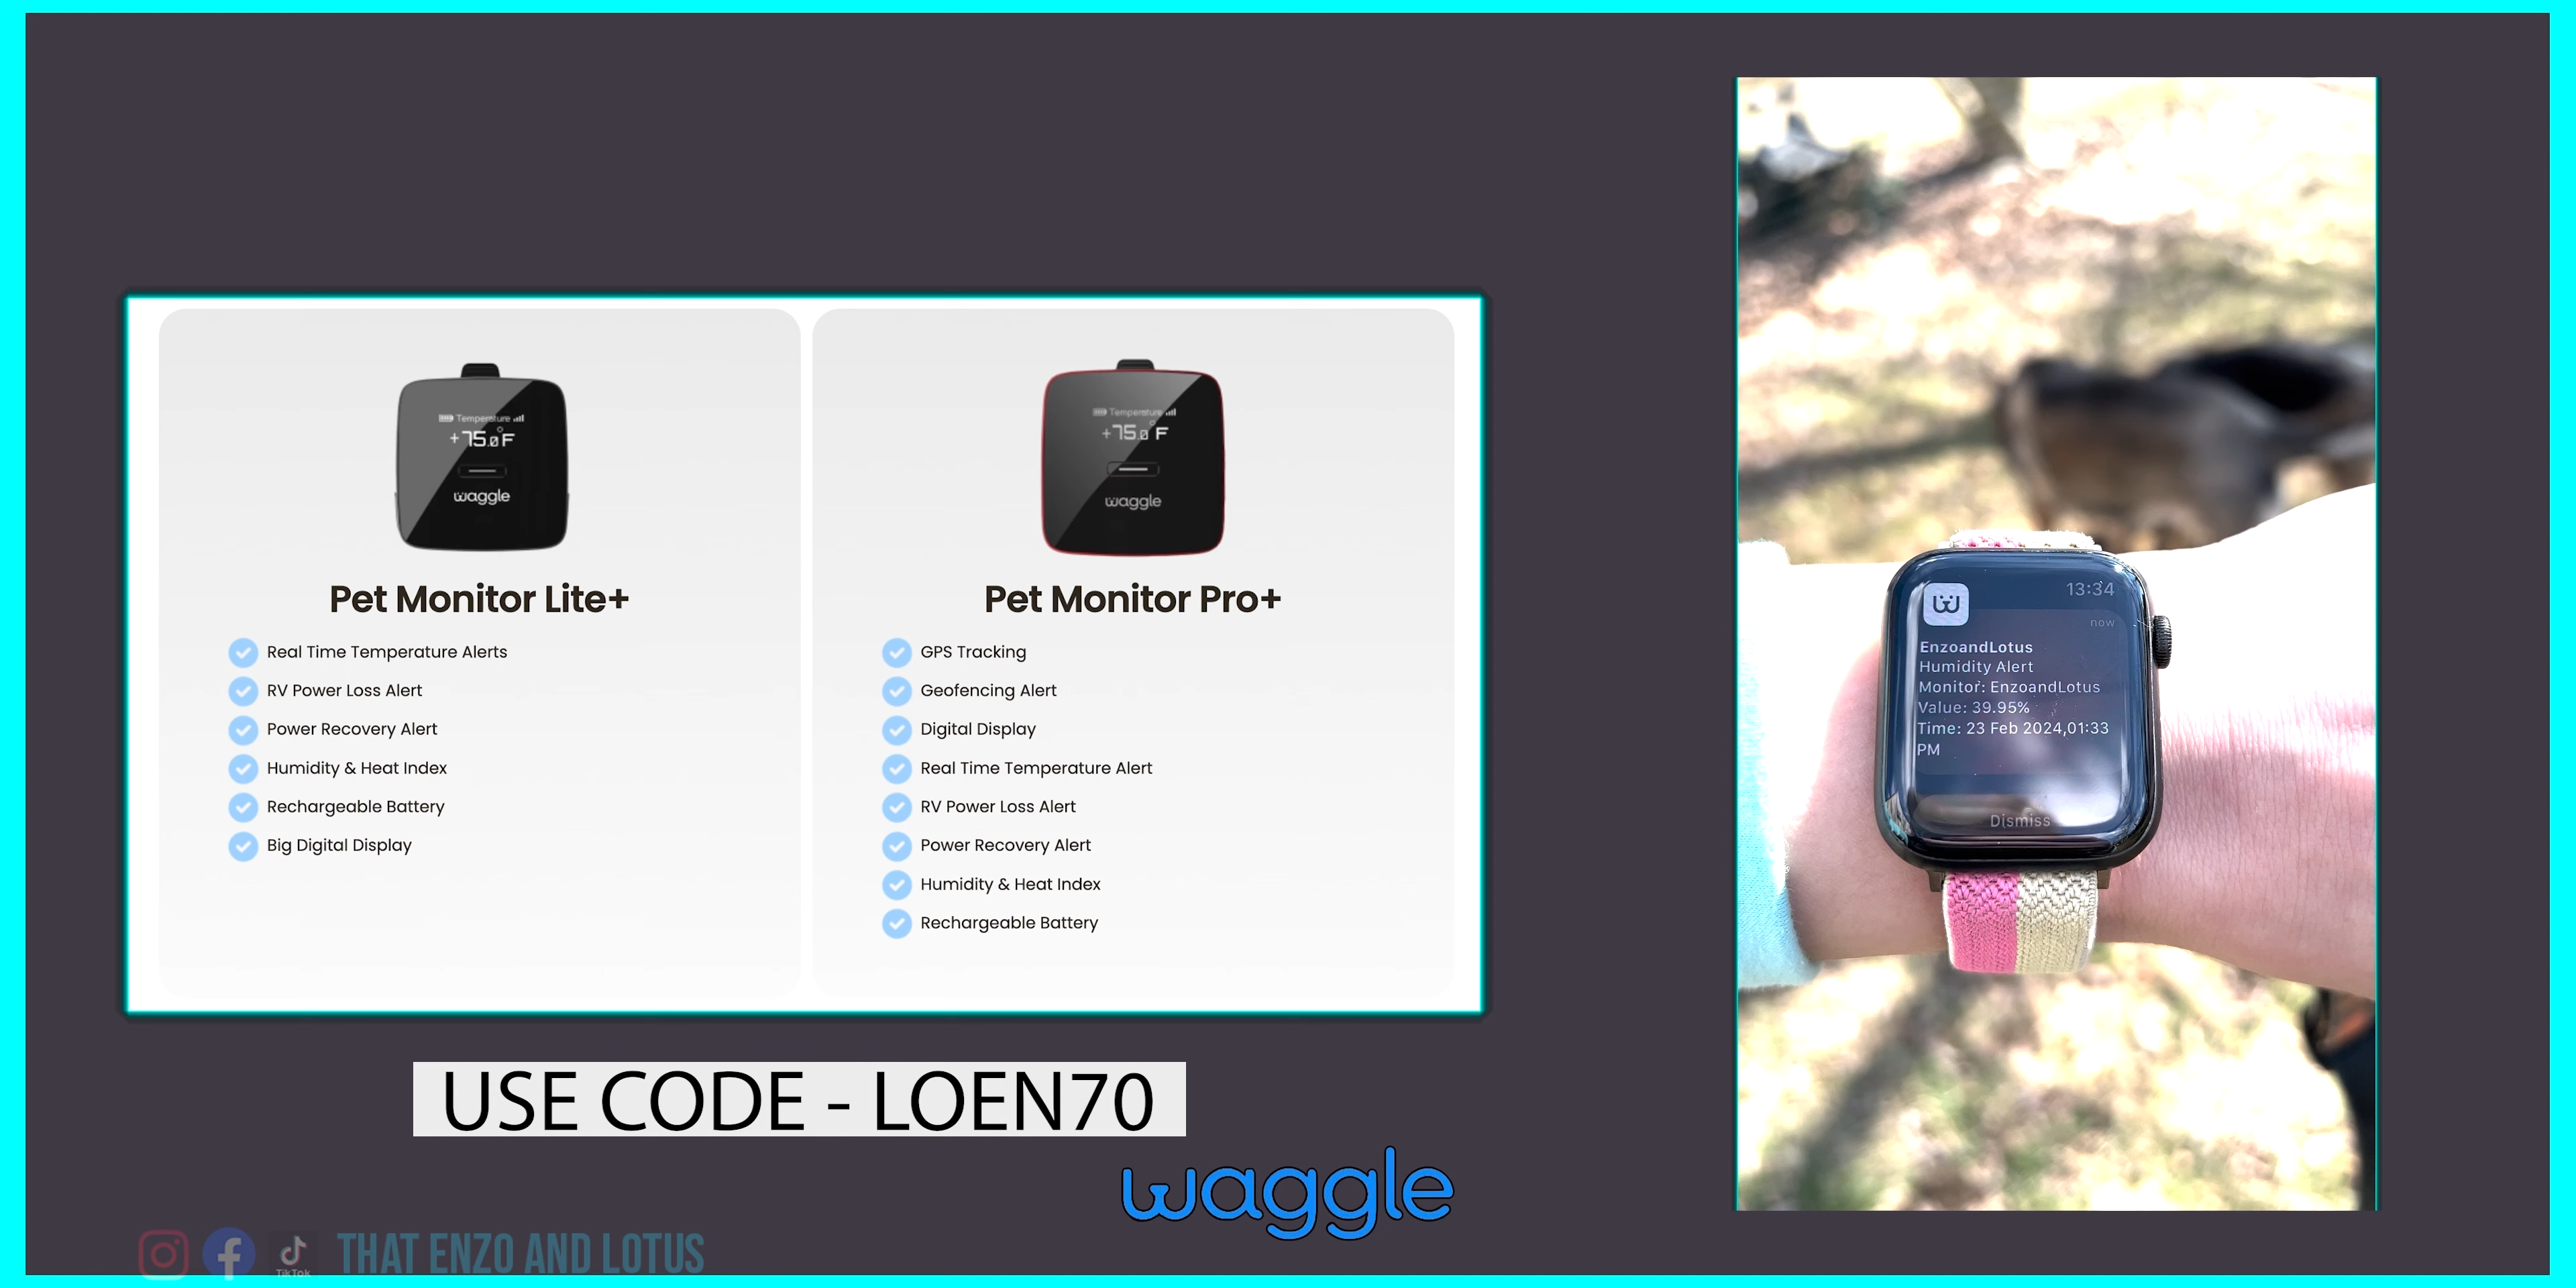 Temperature
+75.0°F
waggle
Pet Monitor Lite+
Real Time Temperature Alerts
RV Power Loss Alert
Power Recovery Alert
Humidity & Heat Index
Rechargeable Battery
Big Digital Display
Temperature
+75.0°F
waggle
Pet Monitor Pro+
GPS Tracking
Geofencing Alert
Digital Display
Real Time Temperature Alert
RV Power Loss Alert
Power Recovery Alert
Humidity & Heat Index
Rechargeable Battery
USE CODE - LOEN70
waggle
TikTok
THAT ENZO AND LOTUS
13:34
now
EnzoandLotus
Humidity Alert
Monitor: EnzoandLotus
Value: 39.95%
Time: 23 Feb 2024,01:33
PM
Dismiss